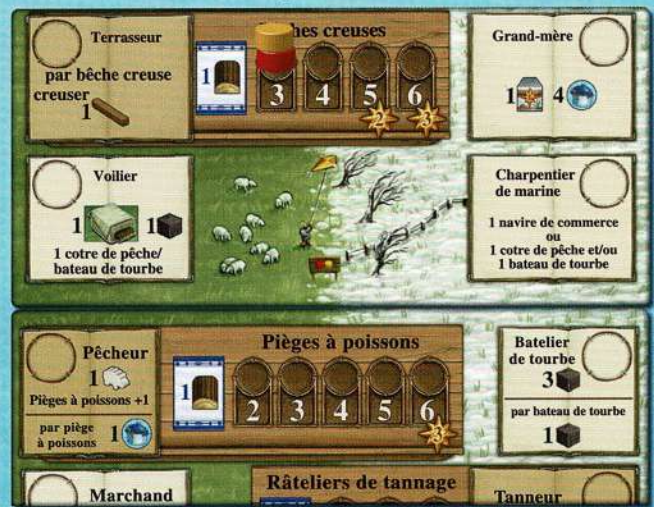 Terrasseur
par bêche creuse
creuser
1
hes creuses
1
3 4 5 6
2 3
Grand-mère
1 4
Voilier
1 1
1 cotre de pêche/
bateau de tourbe
Charpentier
de marine
1 navire de commerce
ou
1 cotre de pêche et/ou
1 bateau de tourbe
Pêcheur
1
Pièges à poissons +1
par piège
à poissons 1
Pièges à poissons
1
2 3 4 5 6
3
Batelier
de tourbe
3
par bateau de tourbe
1
Marchand
Râteliers de tannage
Tanneur